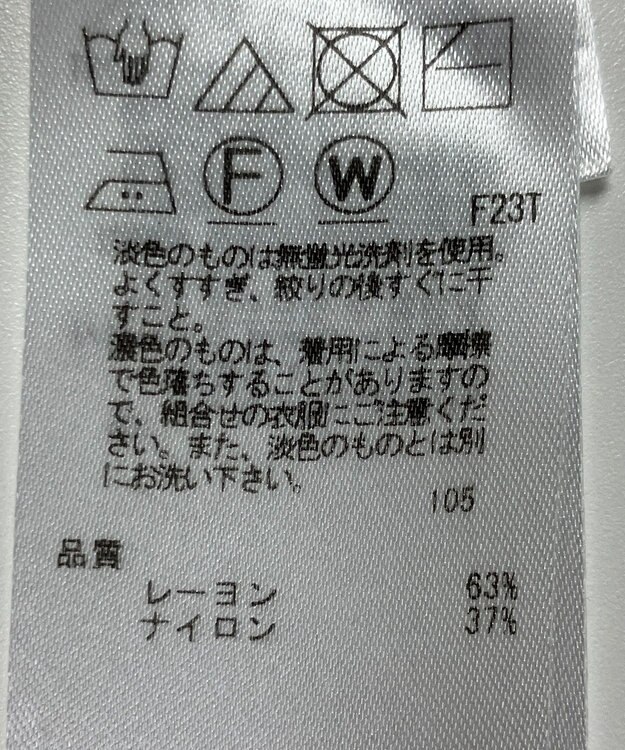 F
W
F23T
淡色のものは無蛍光洗剤を使用。
よくすすぎ、絞りの後すぐに干
すこと。
濃色のものは、着用による摩擦
で色落ちすることがありますの
で、組合せの衣服にご注意くだ
さい。また、淡色のものとは別
にお洗い下さい。
105
品質
レーヨン 63%
ナイロン 37%